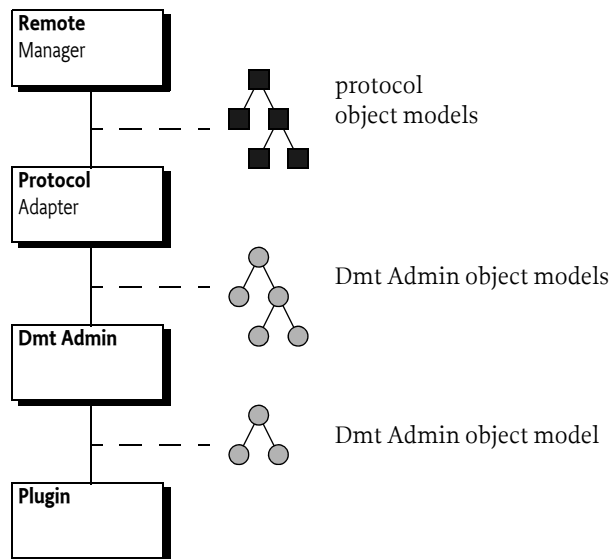 Remote
Manager
protocol
object models
Protocol
Adapter
Dmt Admin object models
Dmt Admin
Dmt Admin object model
Plugin